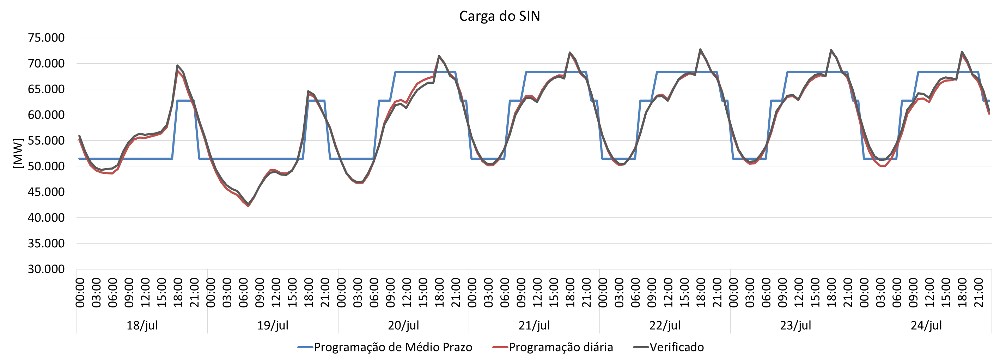 Carga do SIN
75.000
70.000
65.000
60.000
55.000
50.000
45.000
40.000
35.000
30.000
[MW]
00:00 03:00 06:00 09:00 12:00 15:00 18:00 21:00 00:00 03:00 06:00 09:00 12:00 15:00 18:00 21:00 00:00 03:00 06:00 09:00 12:00 15:00 18:00 21:00 00:00 03:00 06:00 09:00 12:00 15:00 18:00 21:00 00:00 03:00 06:00 09:00 12:00 15:00 18:00 21:00 00:00 03:00 06:00 09:00 12:00 15:00 18:00 21:00 00:00 03:00 06:00 09:00 12:00 15:00 18:00 21:00
18/jul 19/jul 20/jul 21/jul 22/jul 23/jul 24/jul
Programação de Médio Prazo Programação diária Verificado